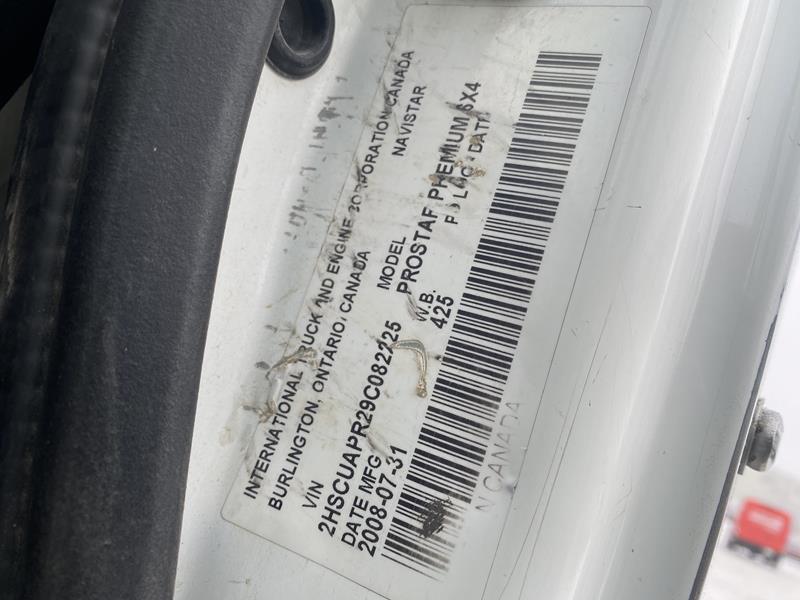 INTERNATIONAL TRUCK AND ENGINE CORPORATION CANADA
BURLINGTON, ONTARIO, CANADA NAVISTAR
VIN MODEL
2HSCUAPR29C082225 PROSTAR PREMIUM 6X4
DATE MFG W.B.
2008-07-31 425
N CANADA